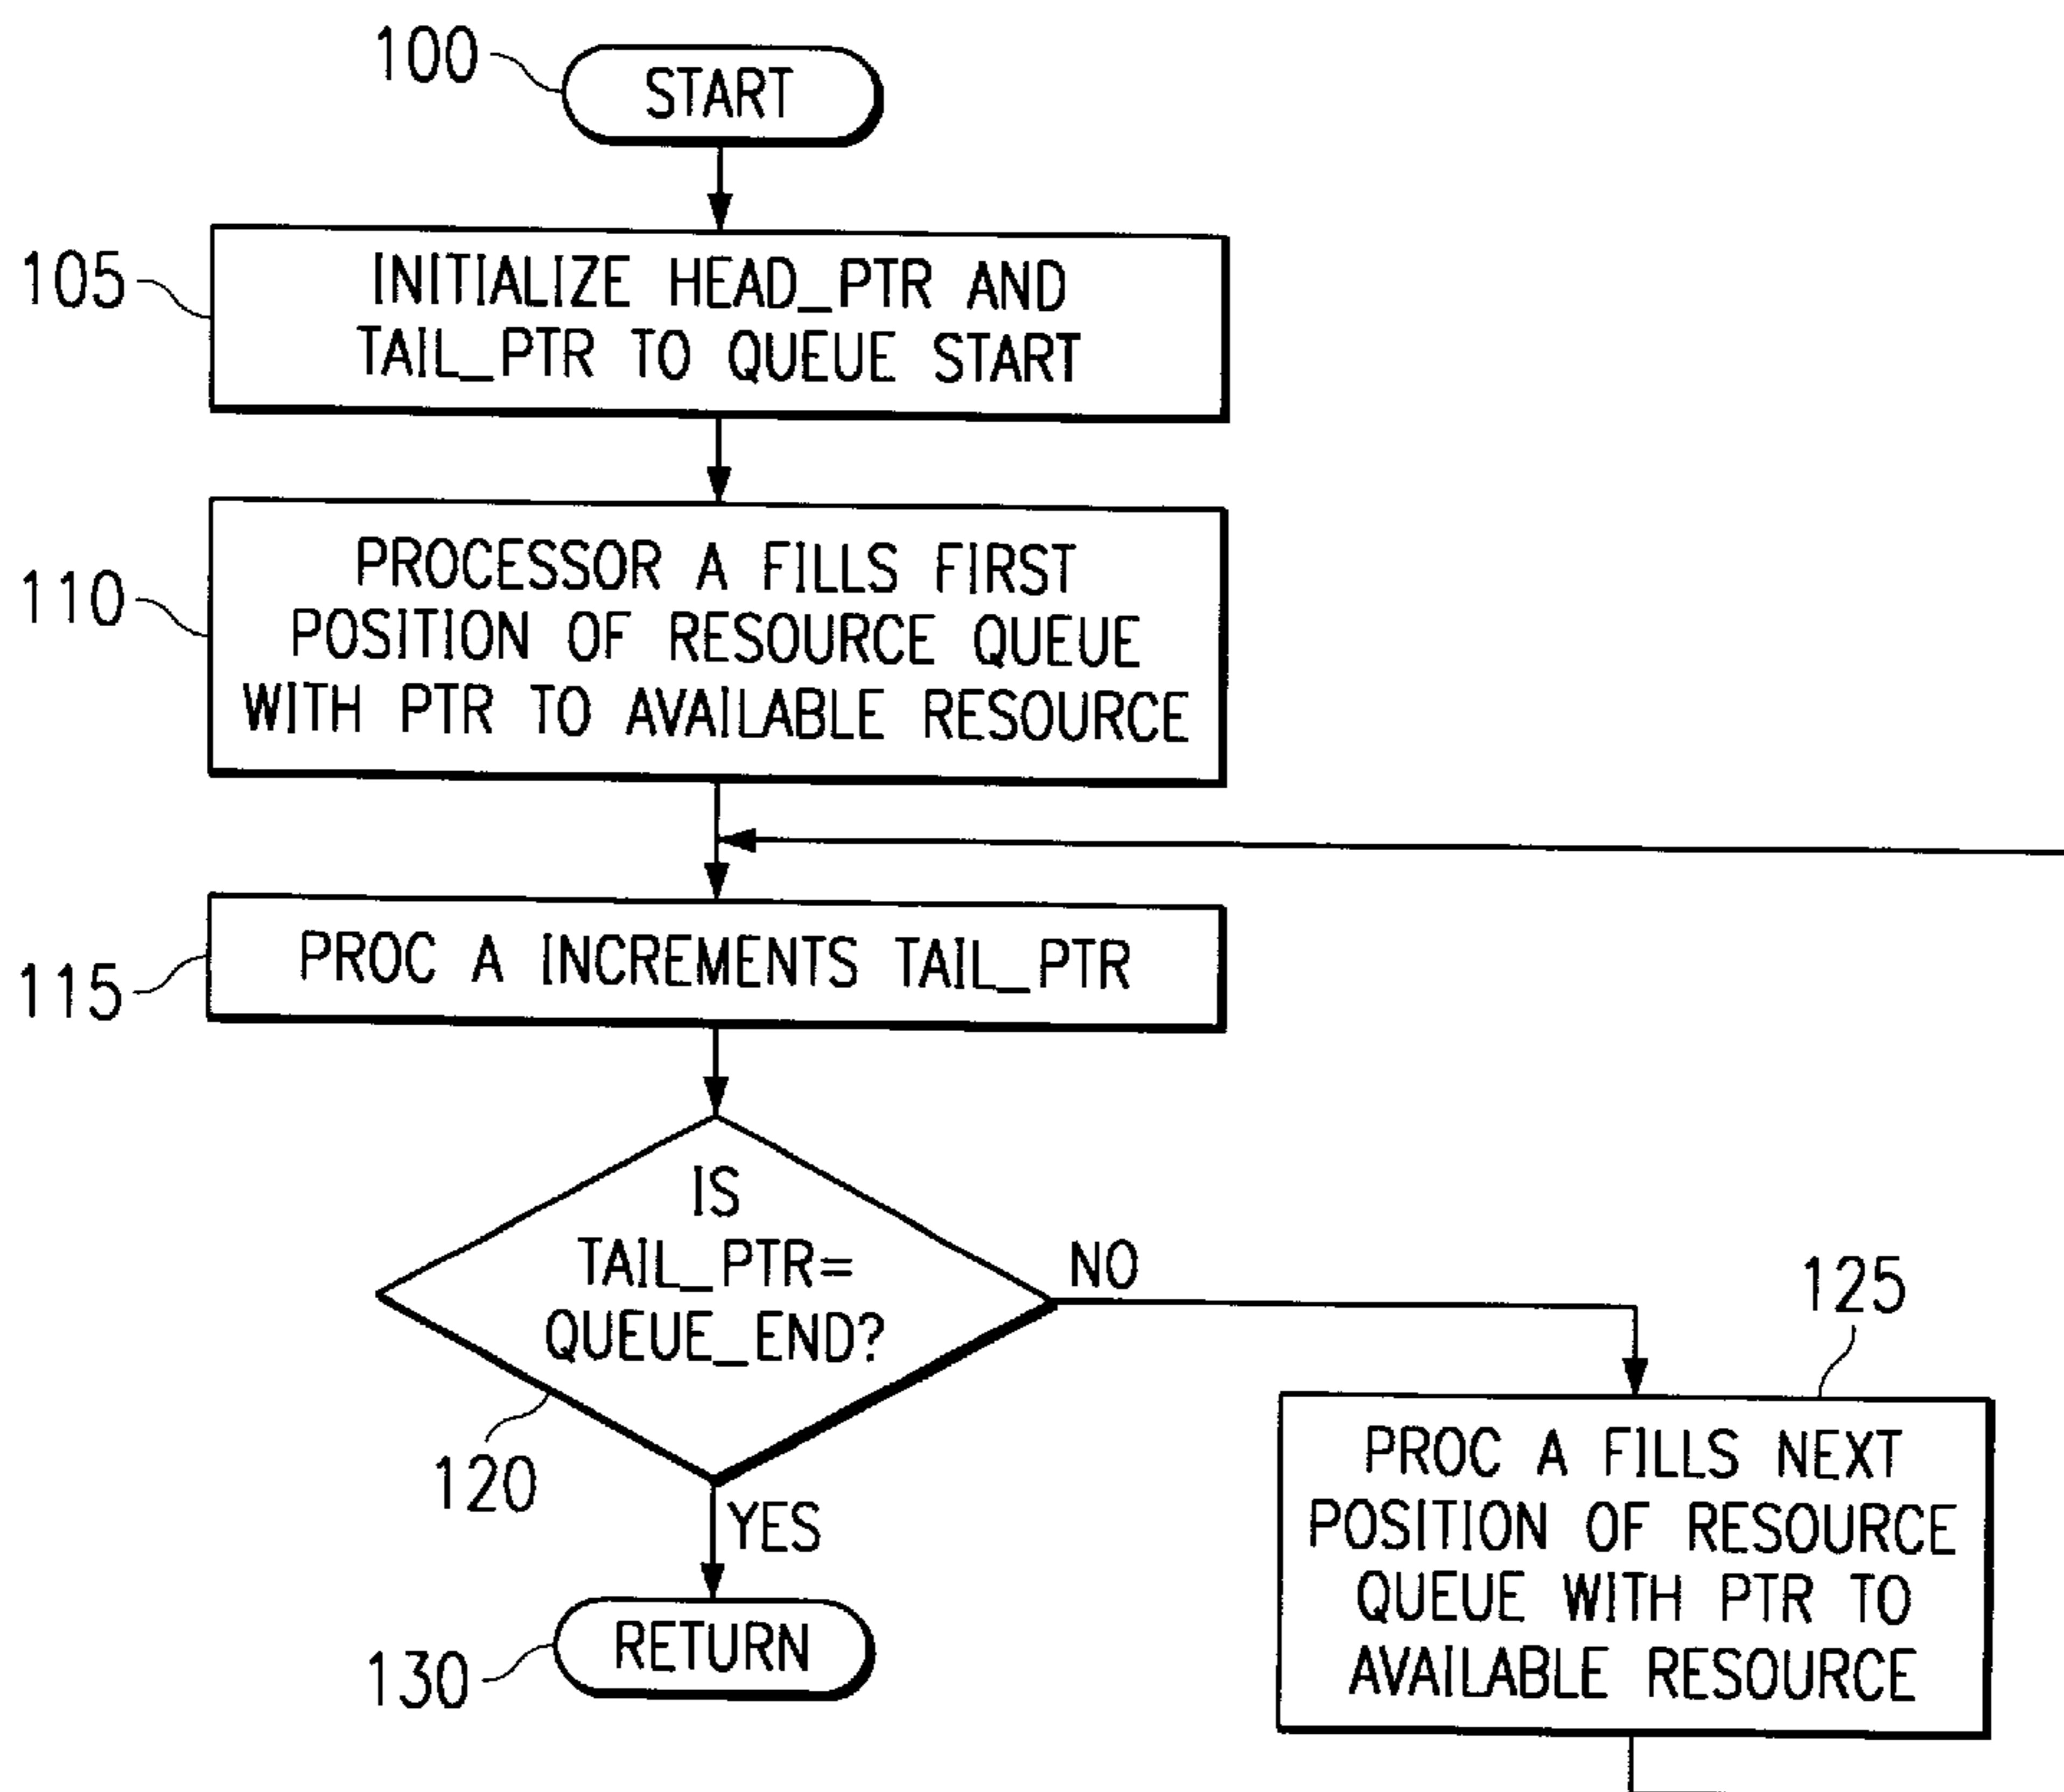 100
START
105
INITIALIZE HEAD_PTR AND
TAIL_PTR TO QUEUE START
110
PROCESSOR A FILLS FIRST
POSITION OF RESOURCE QUEUE
WITH PTR TO AVAILABLE RESOURCE
115
PROC A INCREMENTS TAIL_PTR
IS
TAIL_PTR=
QUEUE_END?
NO
120
YES
125
PROC A FILLS NEXT
POSITION OF RESOURCE
QUEUE WITH PTR TO
AVAILABLE RESOURCE
130
RETURN